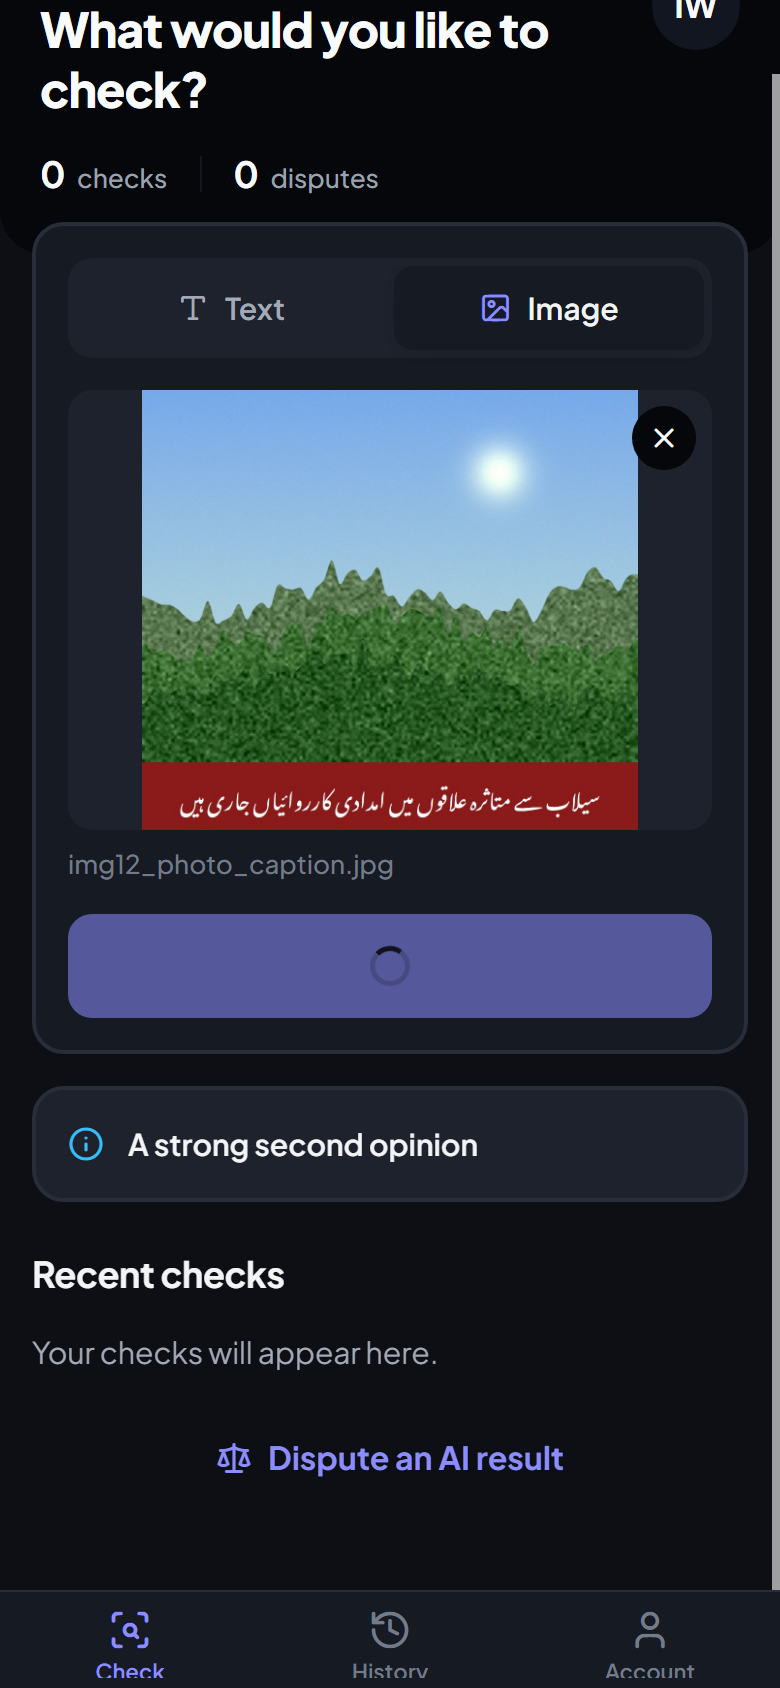 What would you like to
check?
IW
0 checks
0 disputes
Text
Image
سیلاب سے متاثرہ علاقوں میں امدادی کارروائیاں جاری ہیں
img12_photo_caption.jpg
A strong second opinion
Recent checks
Your checks will appear here.
Dispute an AI result
Check
History
Account